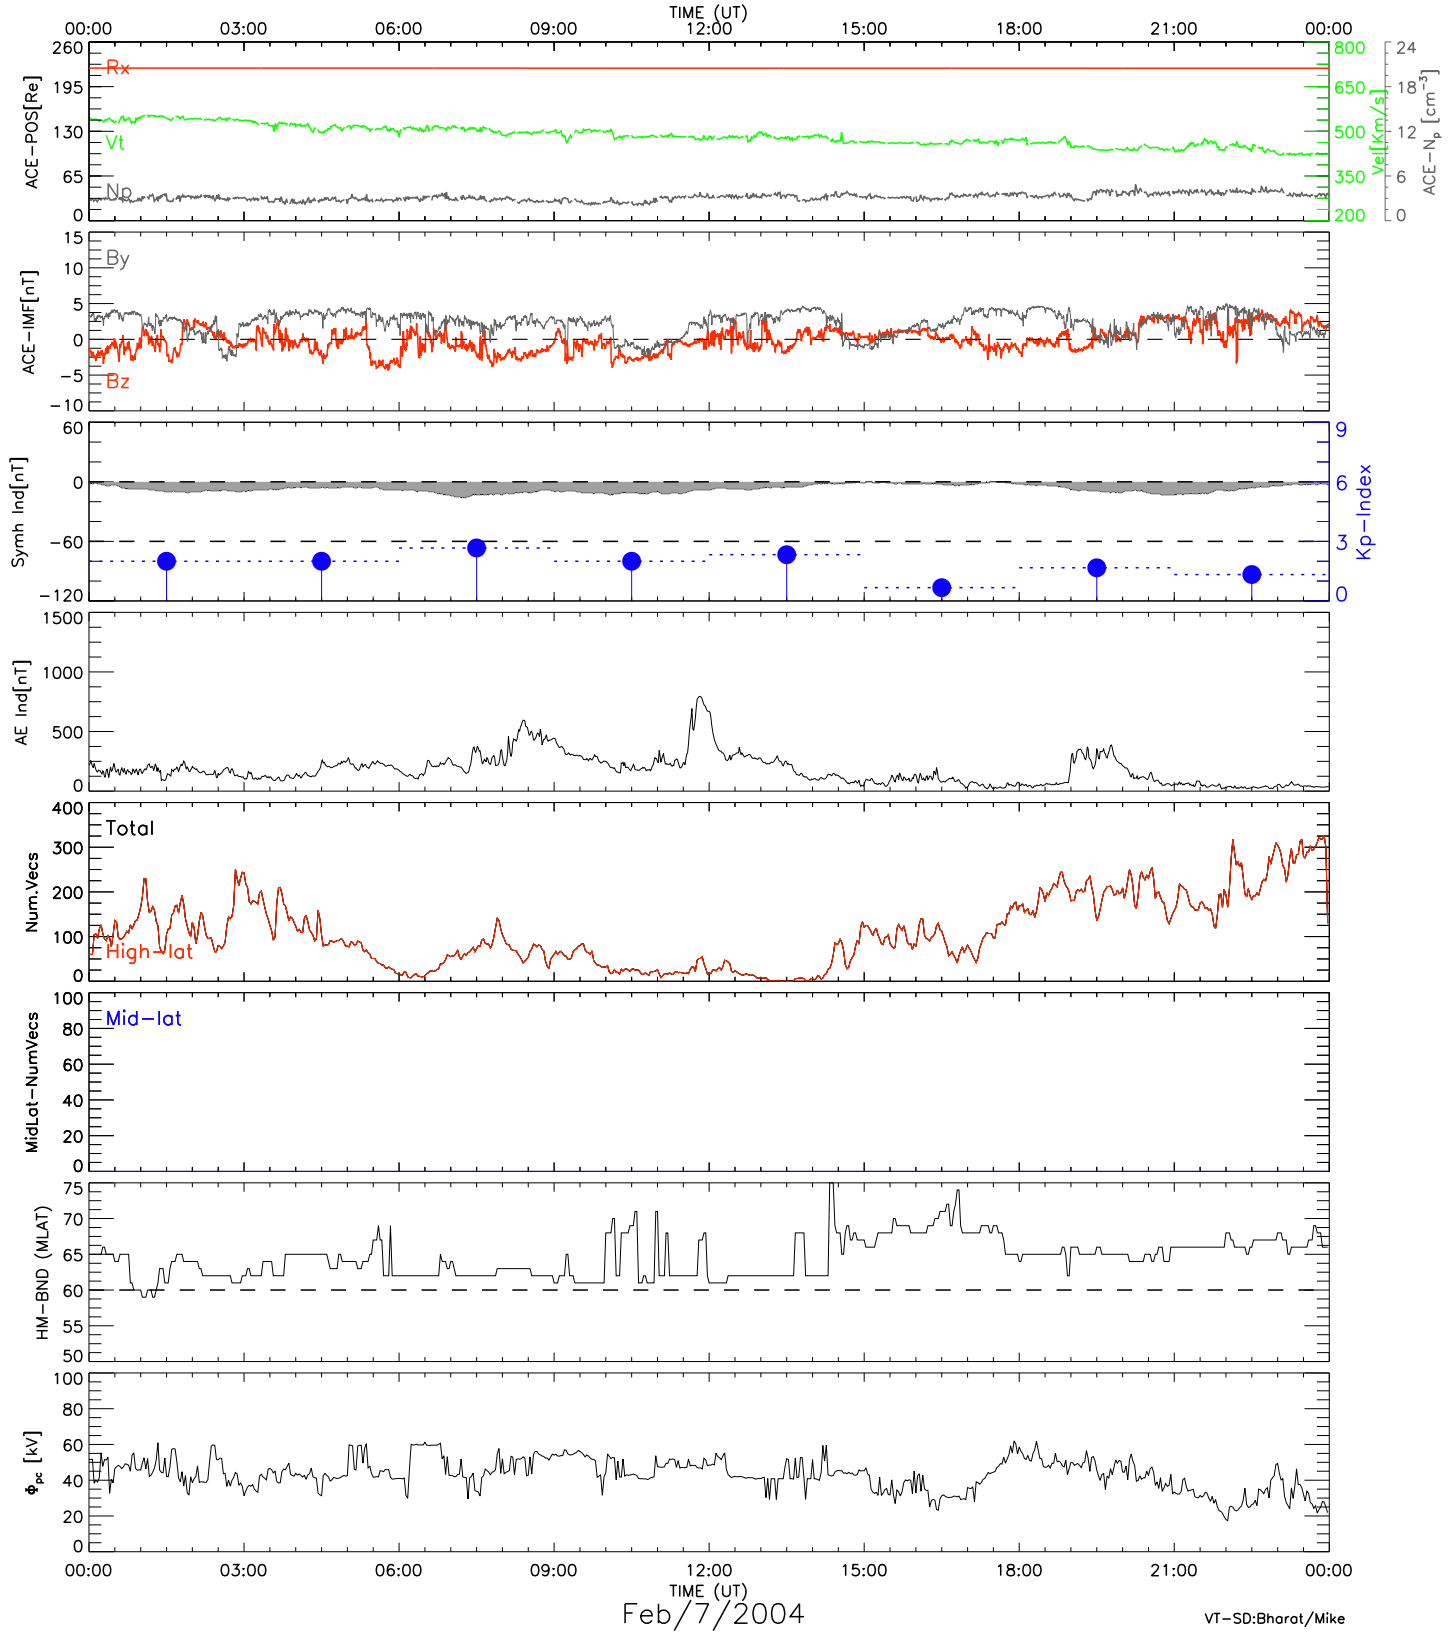 TIME (UT)
00:00 03:00 06:00 09:00 12:00 15:00 18:00 21:00 00:00
260 195 130 65 0
ACE-POS[Re]
Rx
Vt
Np
800 650 500 350 200
Vel[Km/s]
24 18 12 6 0
ACE-Np [cm-3]
15 10 5 0 -5 -10
ACE-IMF[nT]
By
Bz
60 0 -60 -120
Symh Ind[nT]
9 6 3 0
Kp-Index
1500 1000 500 0
AE Ind[nT]
400 300 200 100 0
Num.Vecs
Total
High-lat
100 80 60 40 20 0
MidLat-NumVecs
Mid-lat
75 70 65 60 55 50
HM-BND (MLAT)
100 80 60 40 20 0
Φpc [kV]
00:00 03:00 06:00 09:00 12:00 15:00 18:00 21:00 00:00
TIME (UT)
Feb/7/2004
VT-SD:Bharat/Mike